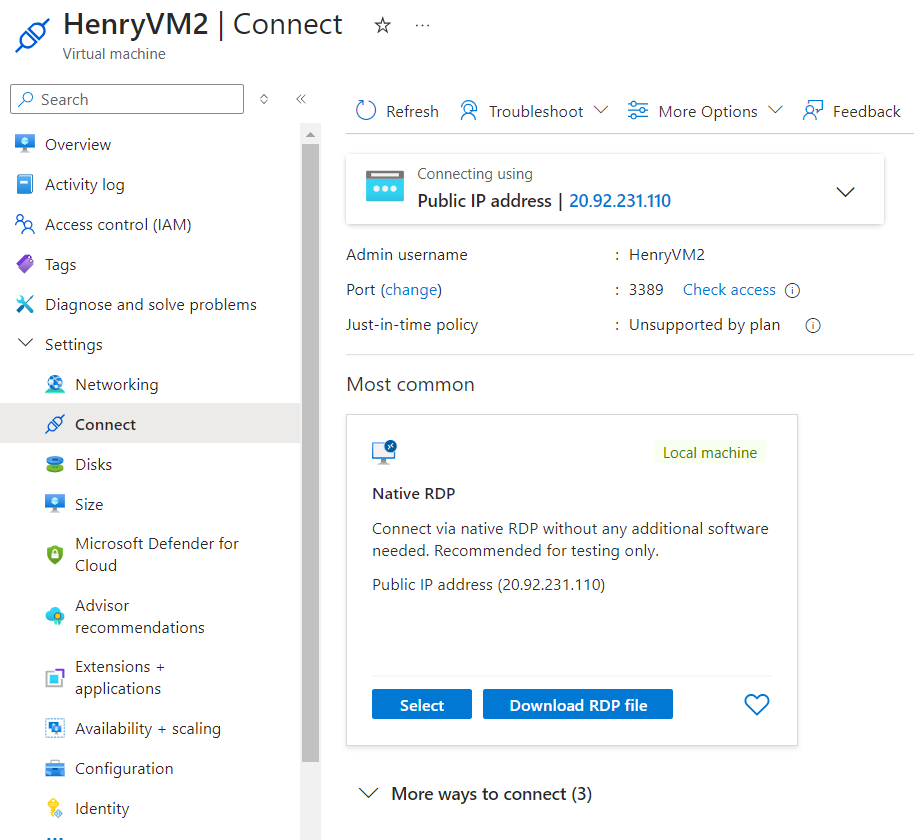 HenryVM2 | Connect
Virtual machine
Search
Overview
Activity log
Access control (IAM)
Tags
Diagnose and solve problems
Settings
Networking
Connect
Disks
Size
Microsoft Defender for
Cloud
Advisor
recommendations
Extensions +
applications
Availability + scaling
Configuration
Identity
Refresh
Troubleshoot
More Options
Feedback
Connecting using
Public IP address | 20.92.231.110
Admin username : HenryVM2
Port (change) : 3389 Check access
Just-in-time policy : Unsupported by plan
Most common
Local machine
Native RDP
Connect via native RDP without any additional software
needed. Recommended for testing only.
Public IP address (20.92.231.110)
Select
Download RDP file
More ways to connect (3)